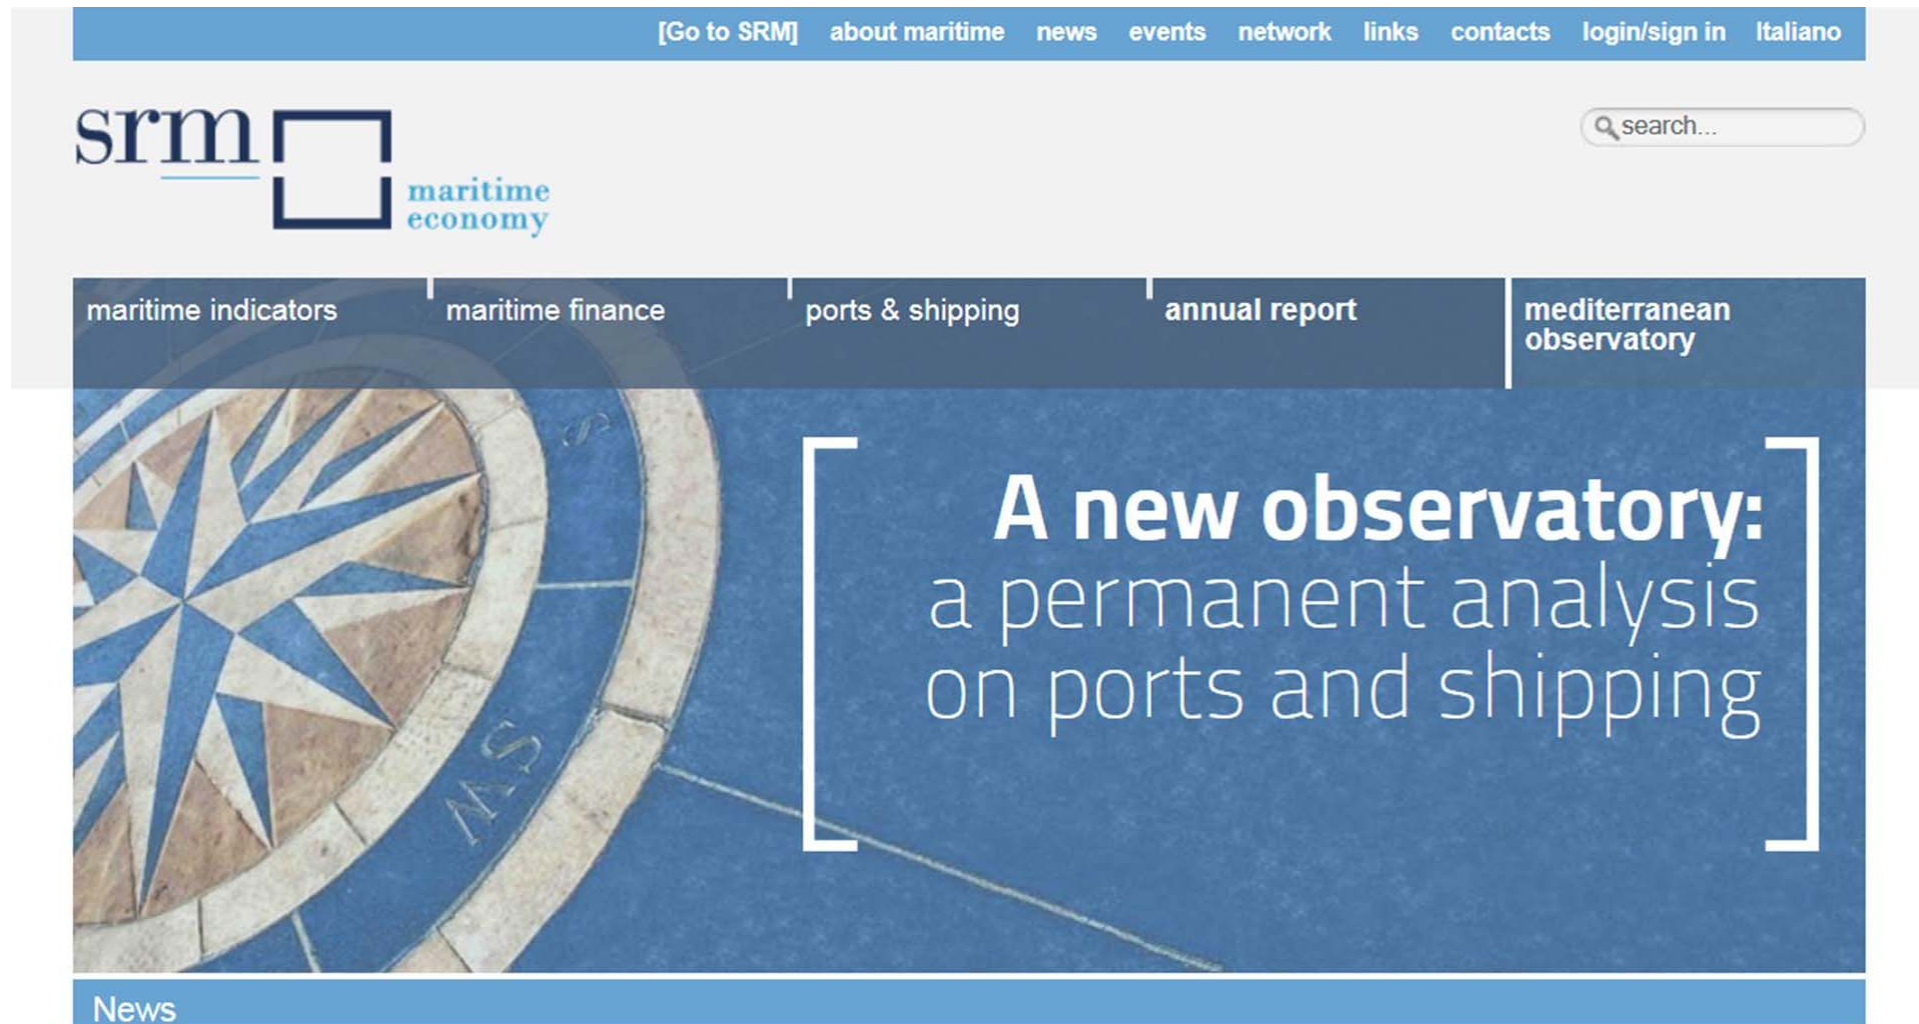 [Go to SRM] about maritime news events network links contacts login/sign in Italiano
srm
maritime
economy
search...
maritime indicators
maritime finance
ports & shipping
annual report
mediterranean
observatory
A new observatory:
a permanent analysis
on ports and shipping
S
SW
News